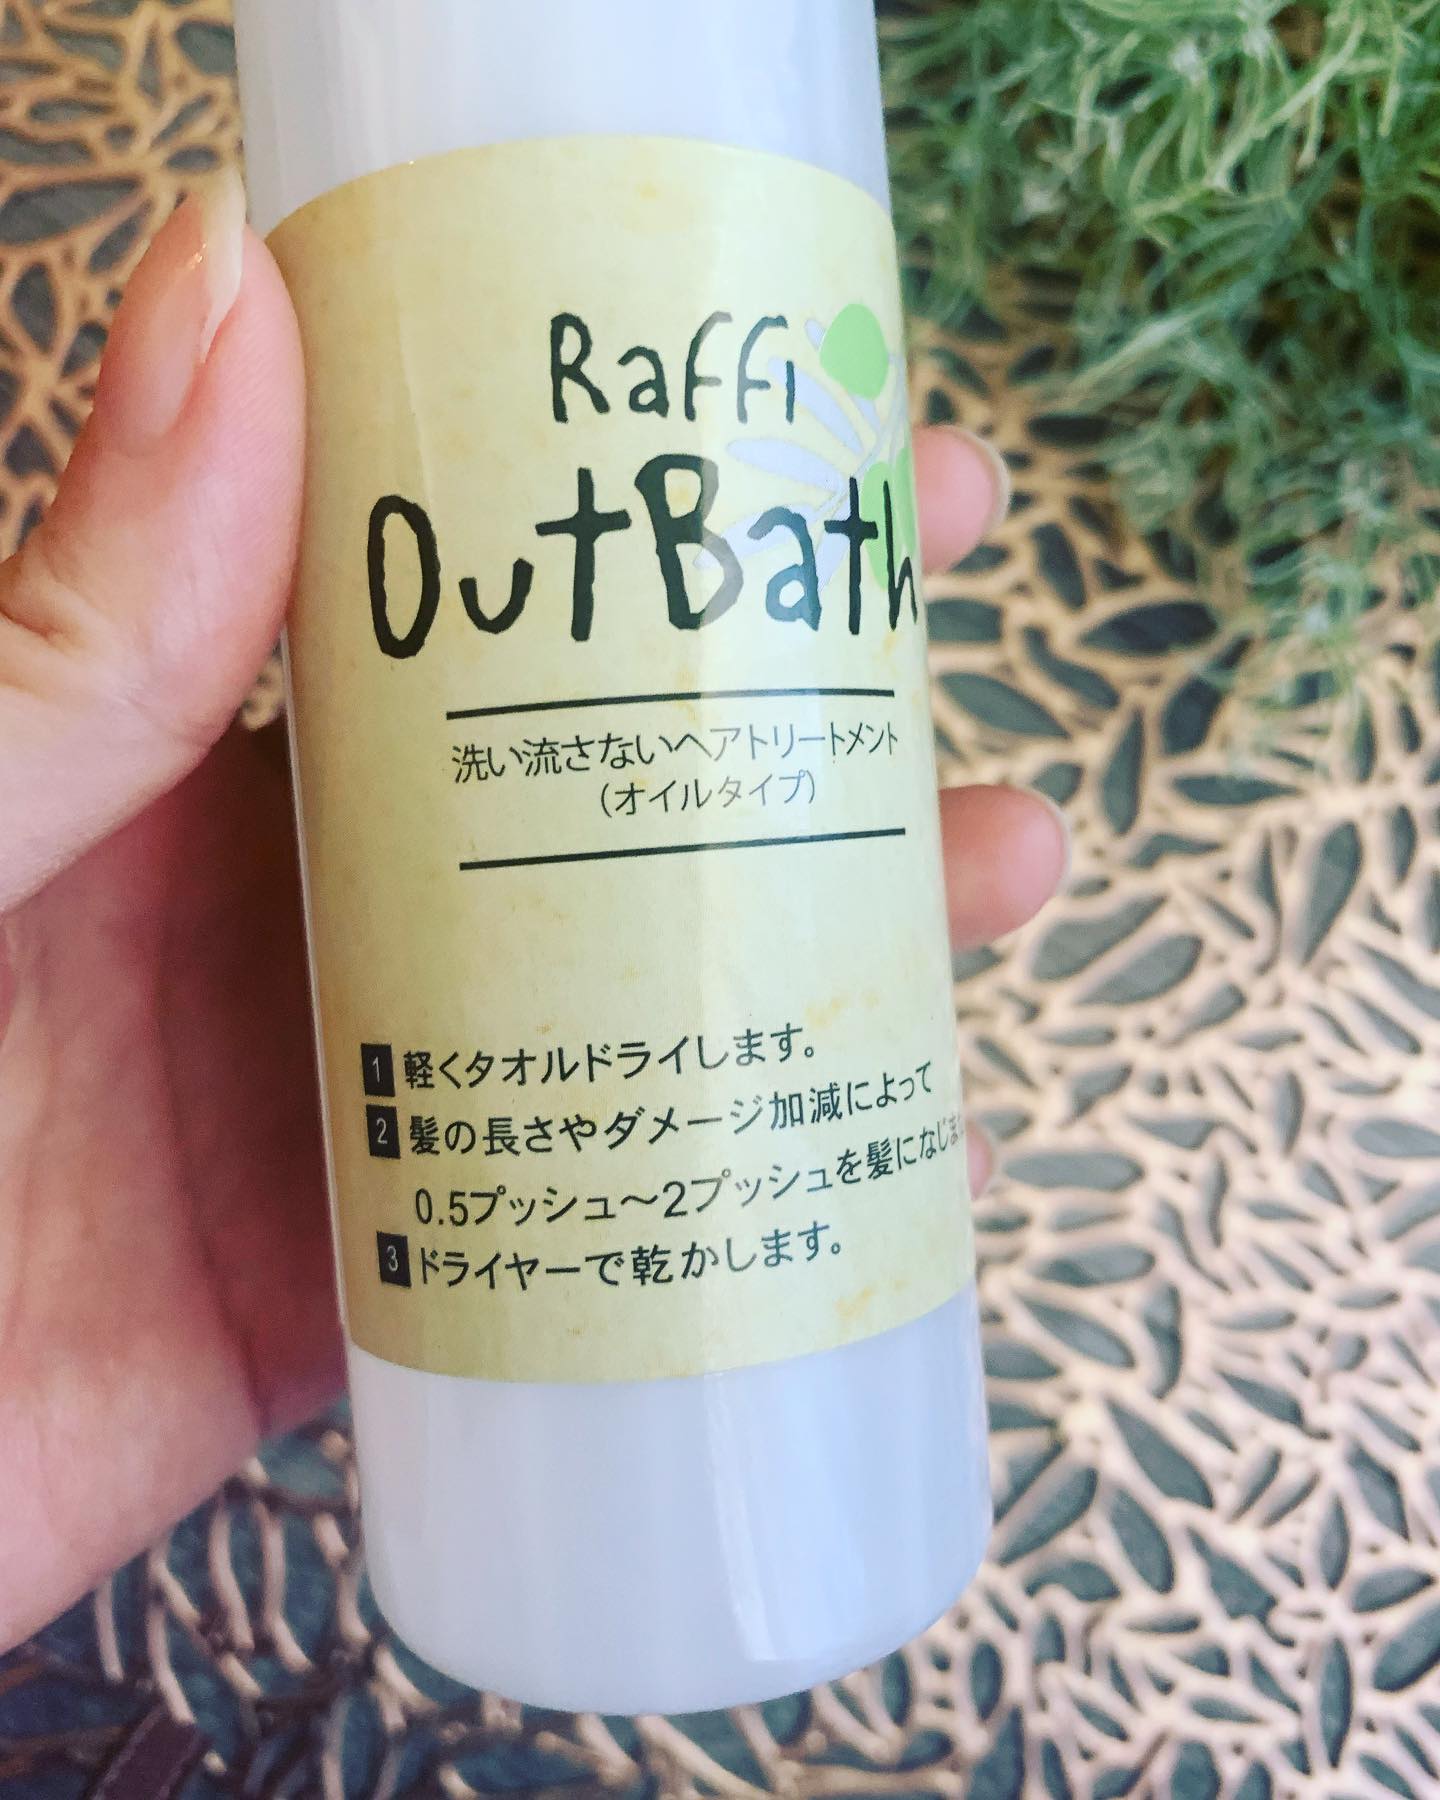 Raffi
OutBath
洗い流さないヘアトリートメント
(オイルタイプ)
1 軽くタオルドライします。
2 髪の長さやダメージ加減によって
0.5プッシュ〜2プッシュを髪になじま
3 ドライヤーで乾かします。